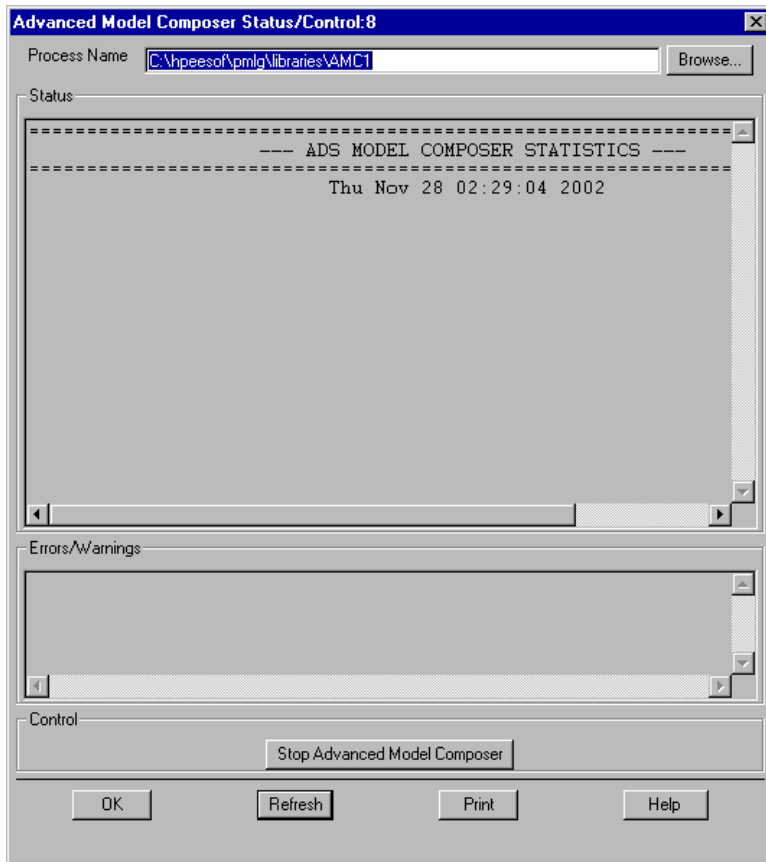 Advanced Model Composer Status/Control:8
Process Name C:\hpeesof\pmlg\libraries\AMC1 Browse...
Status
================================================================
--- ADS MODEL COMPOSER STATISTICS ---
================================================================
Thu Nov 28 02:29:04 2002
Errors/Warnings
Control
Stop Advanced Model Composer
OK Refresh Print Help